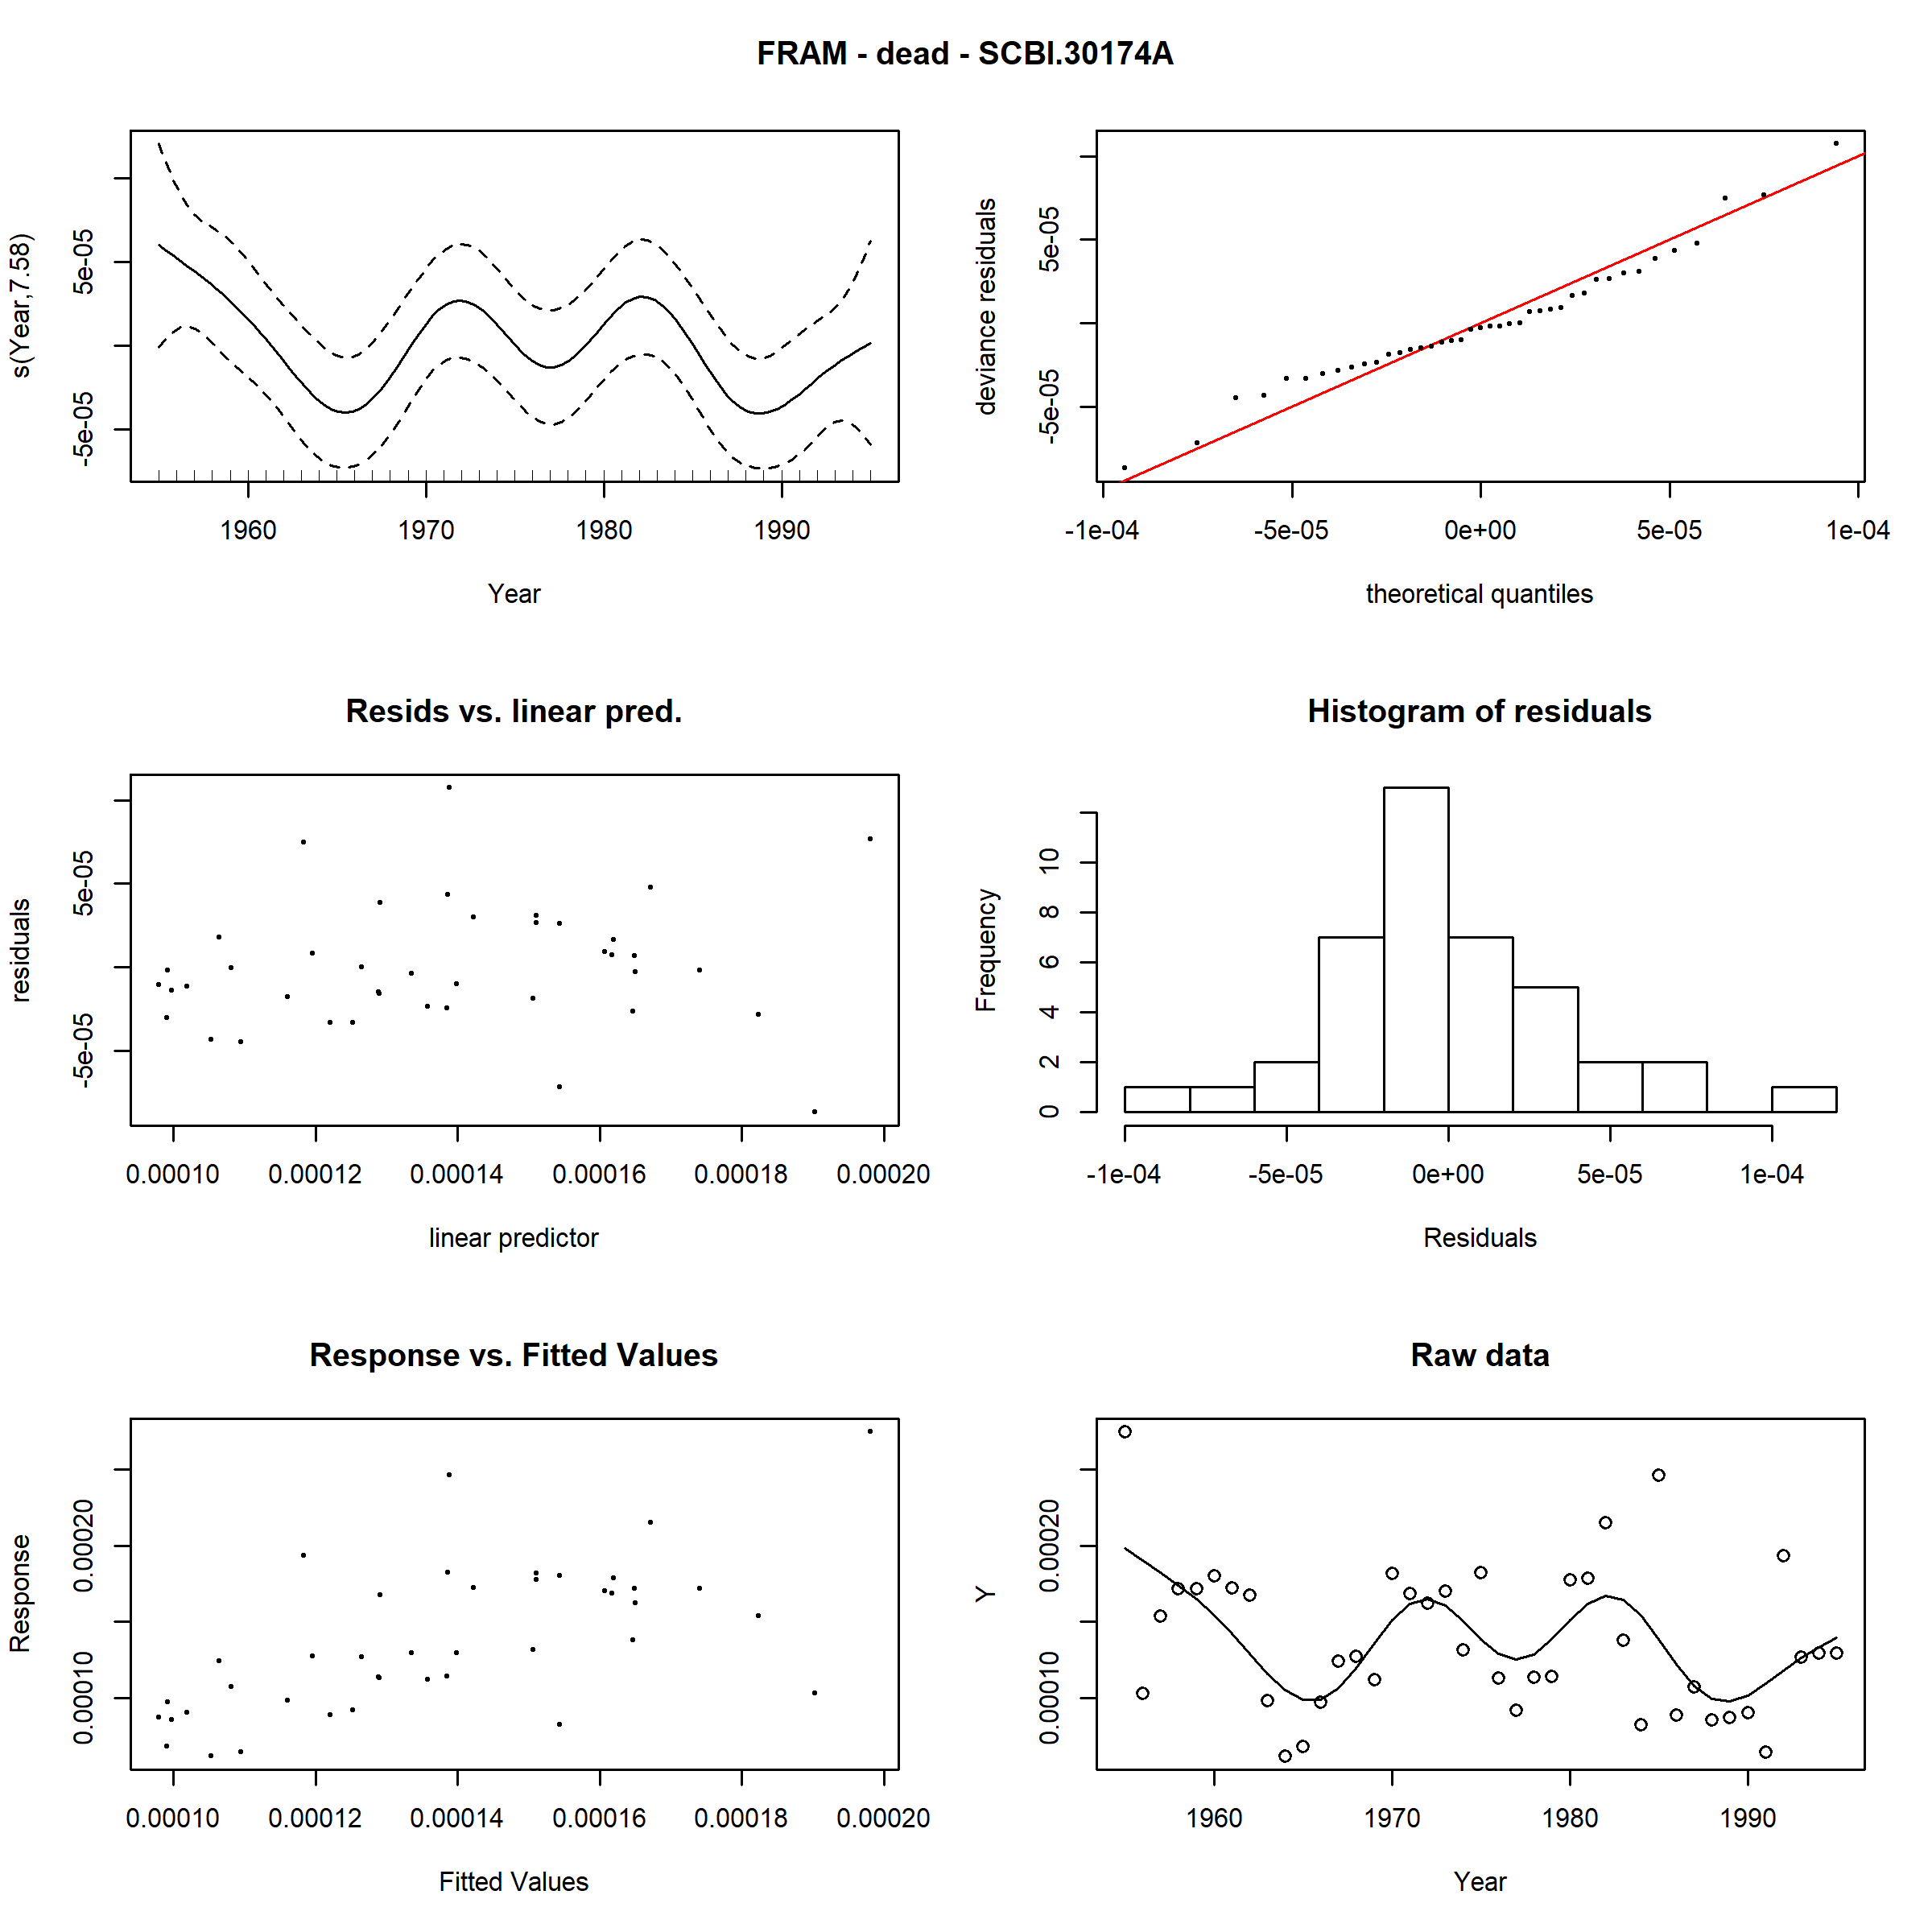 FRAM - dead - SCBI.30174A
s(Year,7.58)
5e-05
-5e-05
1960 1970 1980 1990
Year
deviance residuals
5e-05
-5e-05
-1e-04 -5e-05 0e+00 5e-05 1e-04
theoretical quantiles
Resids vs. linear pred.
residuals
5e-05
-5e-05
0.00010 0.00012 0.00014 0.00016 0.00018 0.00020
linear predictor
Histogram of residuals
Frequency
10
8
6
4
2
0
-1e-04 -5e-05 0e+00 5e-05 1e-04
Residuals
Response vs. Fitted Values
Response
0.00020
0.00010
0.00010 0.00012 0.00014 0.00016 0.00018 0.00020
Fitted Values
Raw data
Y
0.00020
0.00010
1960 1970 1980 1990
Year